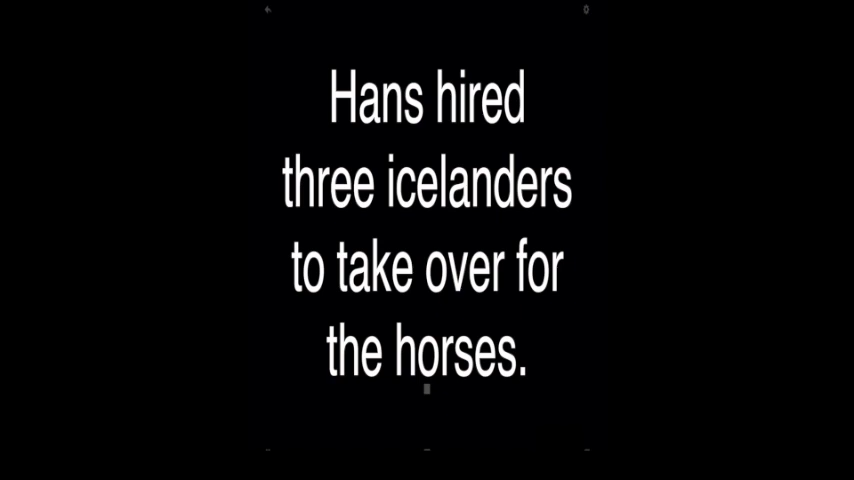 Hans hired
three icelanders
to take over for
the horses.